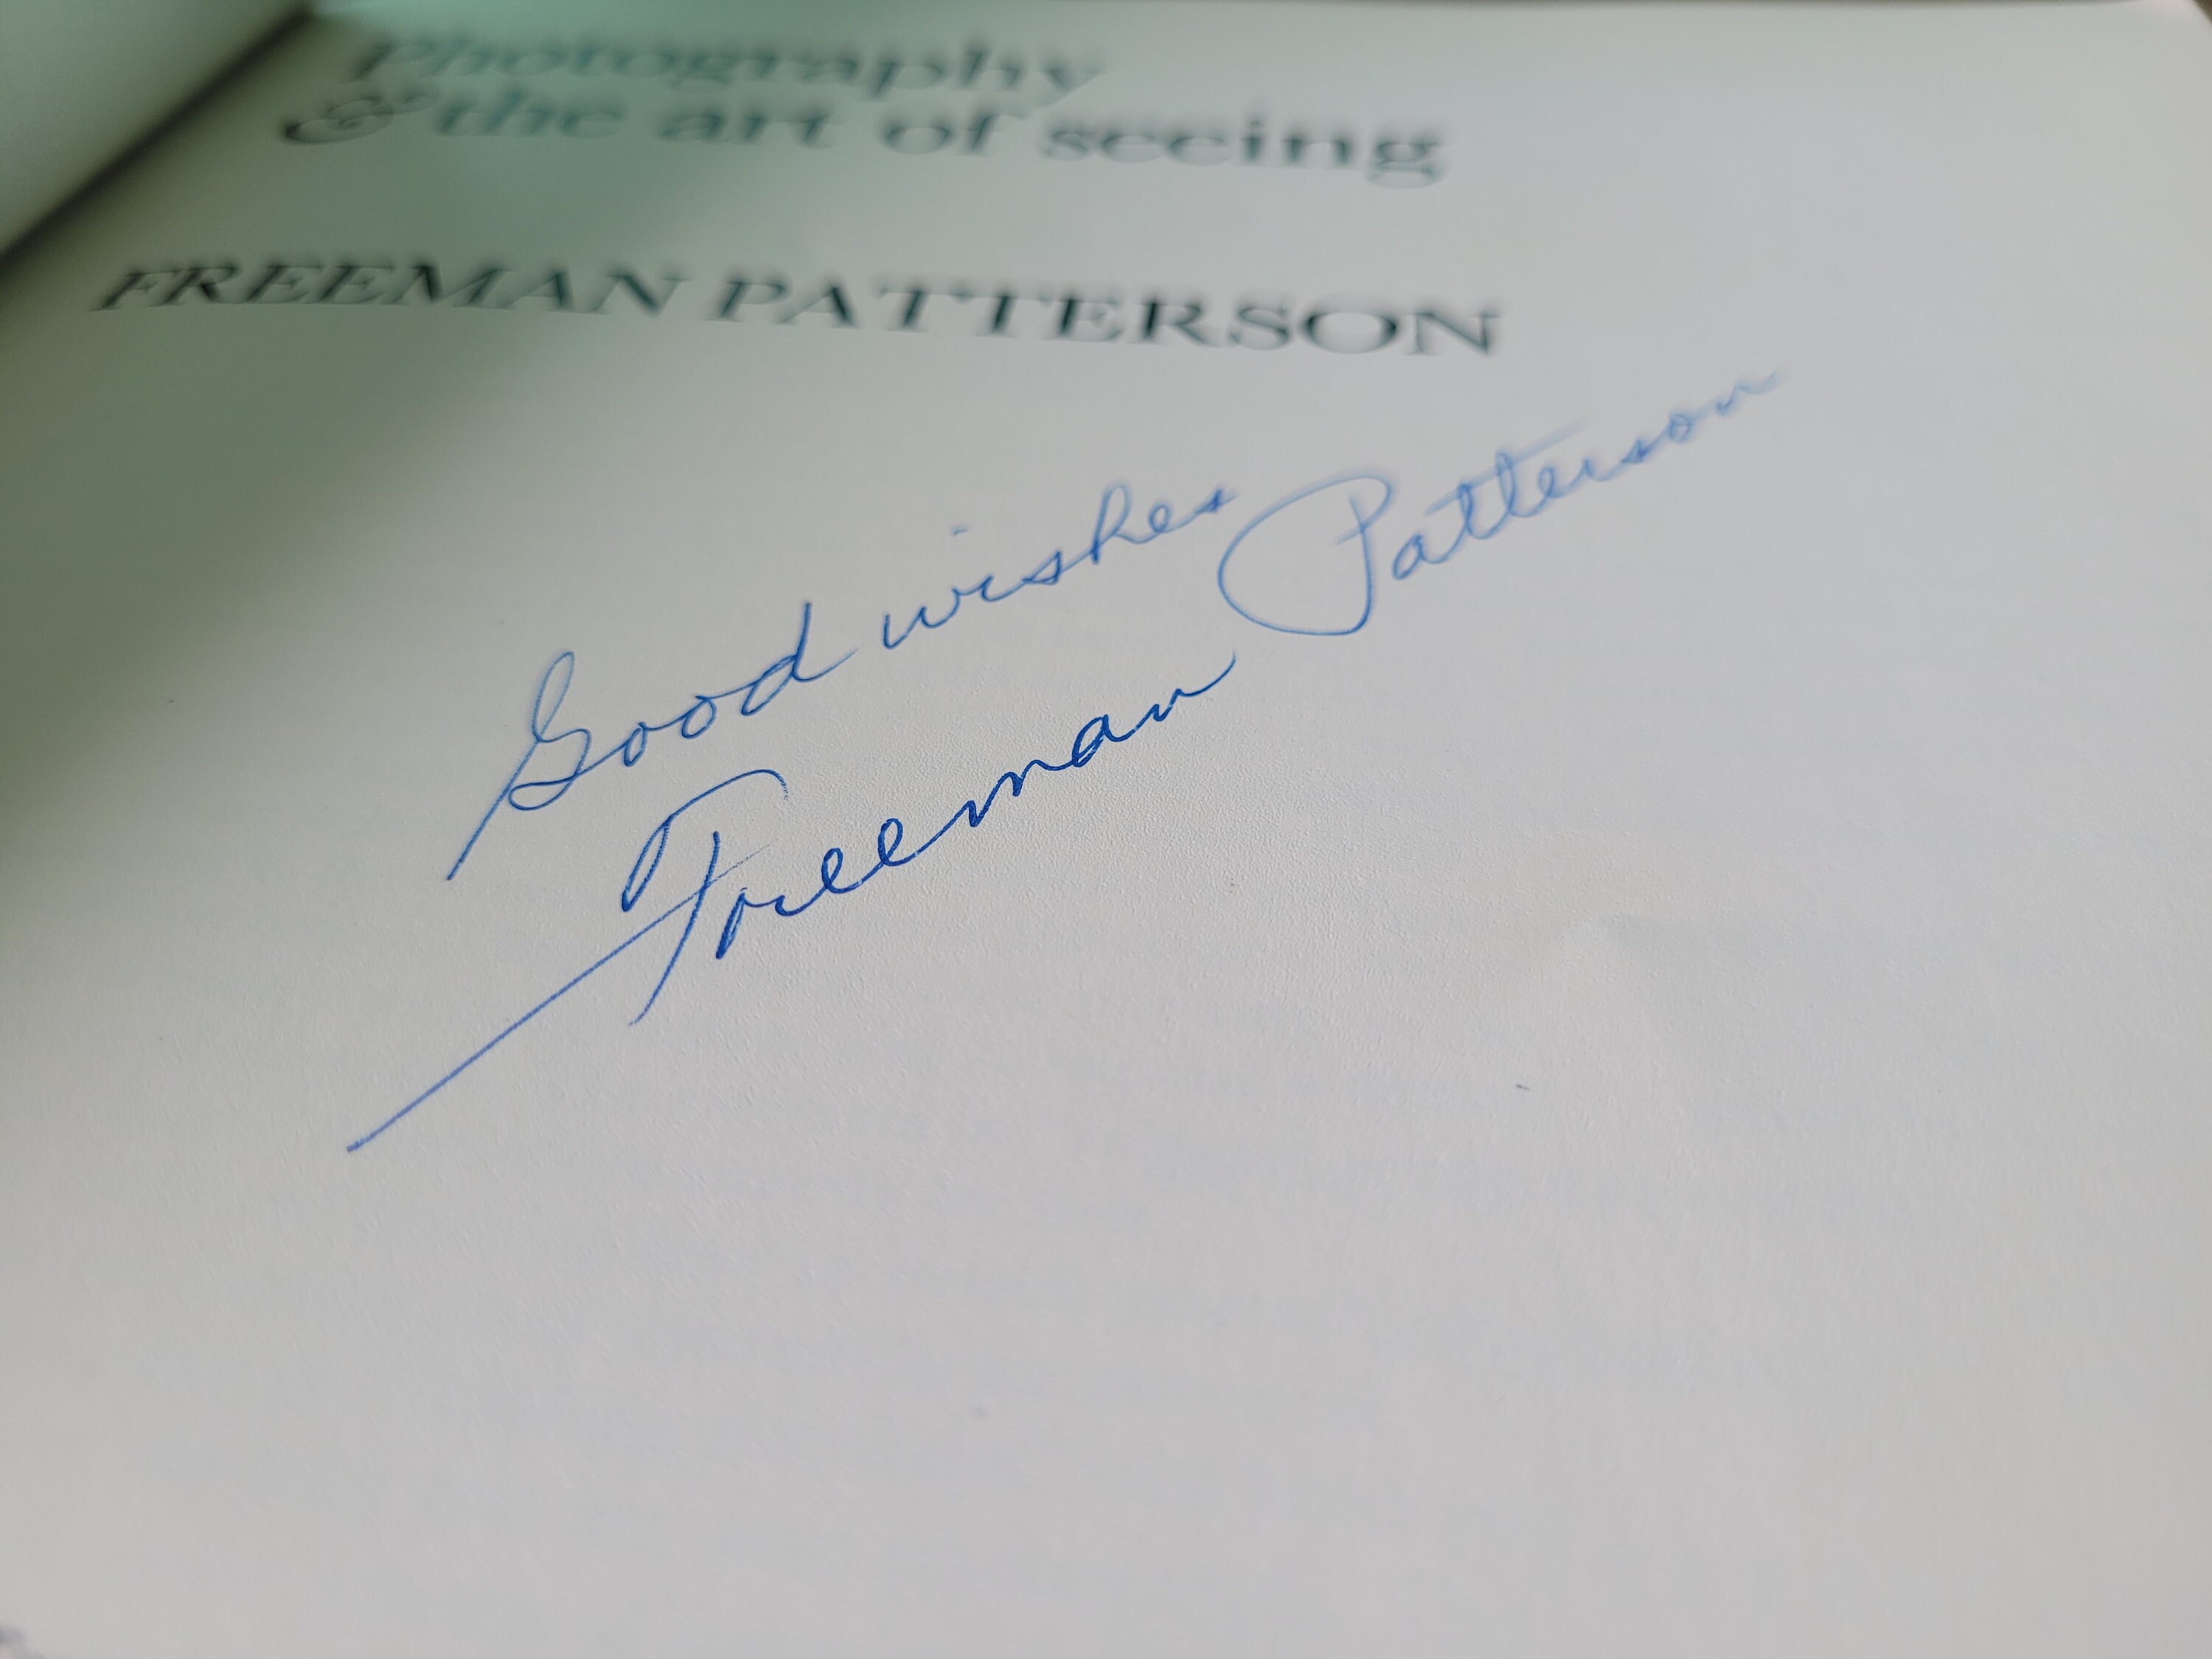 Photography
& the art of seeing
FREEMAN PATTERSON
Good wishes
Freeman Patterson